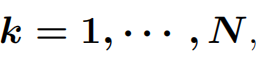 k = 1, ⋯ , N,